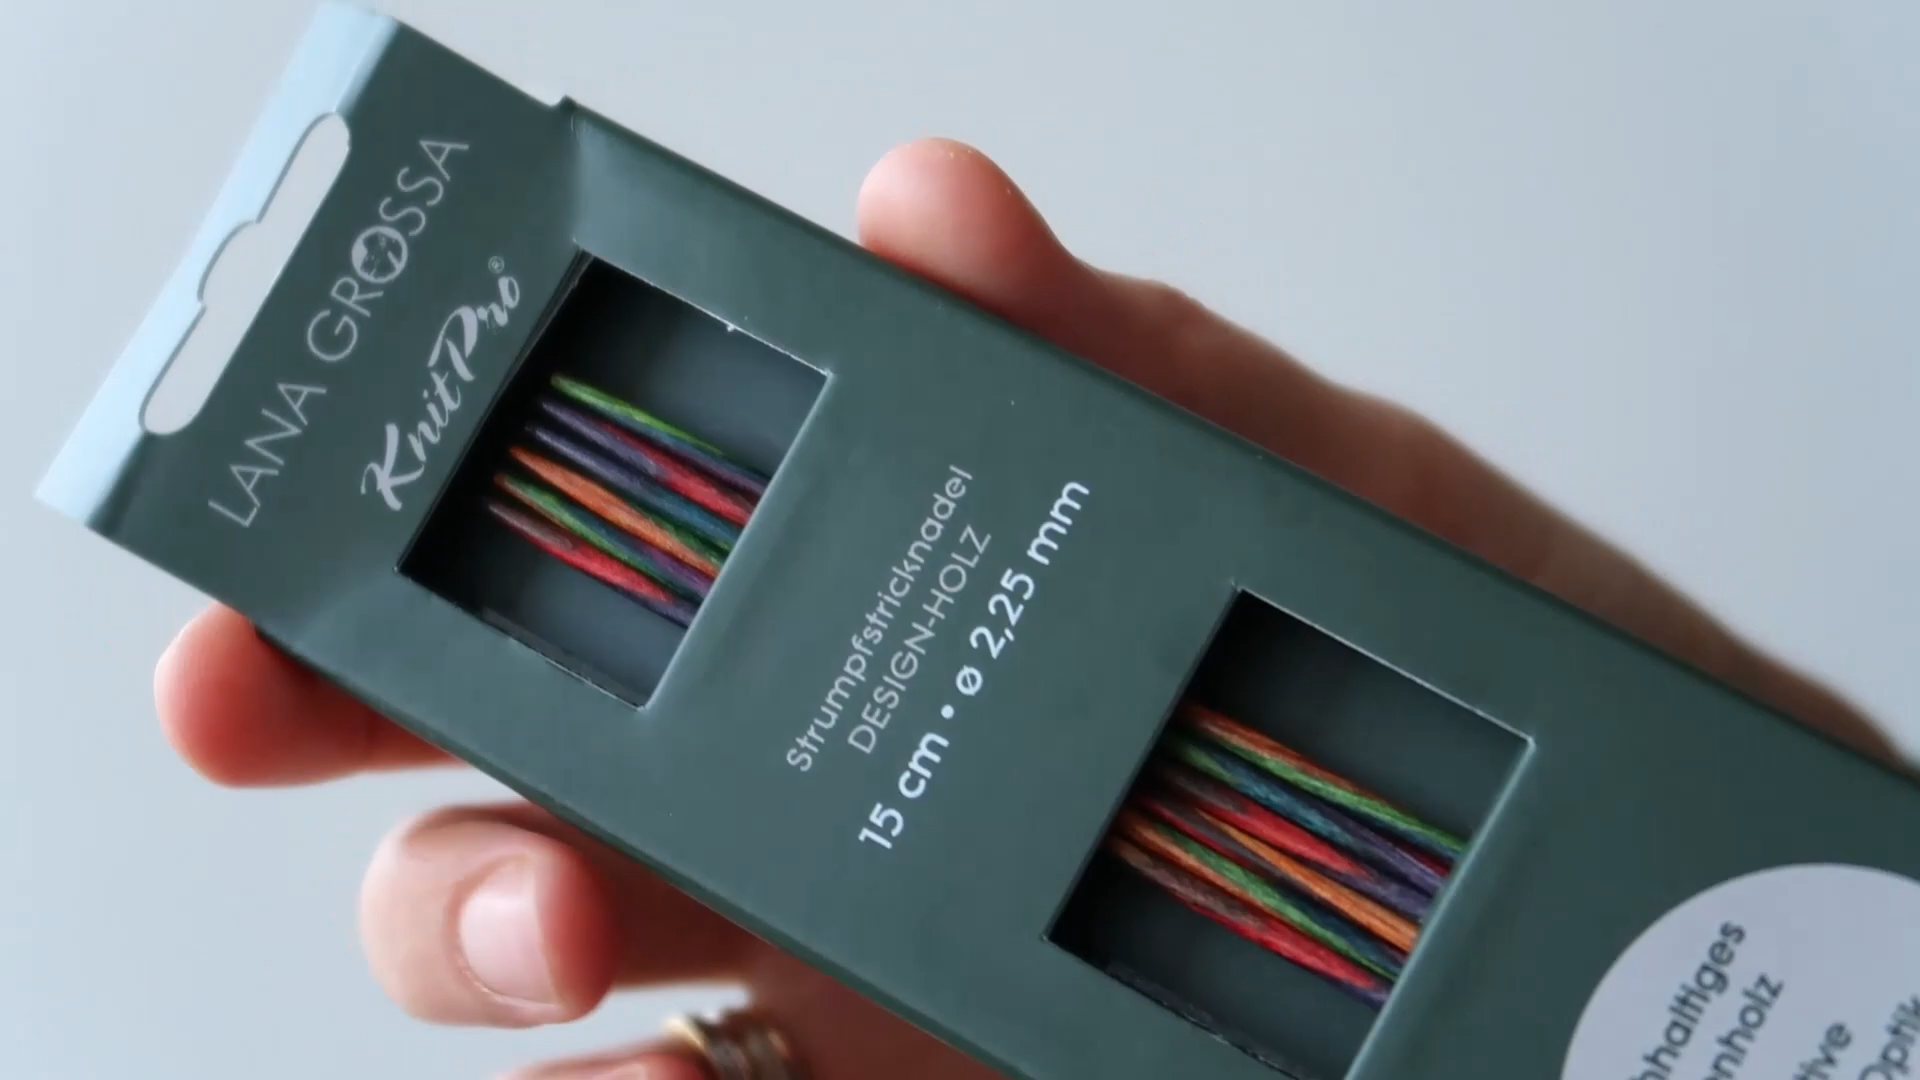 LANA GROSSA
KnitPro®
Strumpfstricknadel
DESIGN-HOLZ
15 cm • ø 2,25 mm